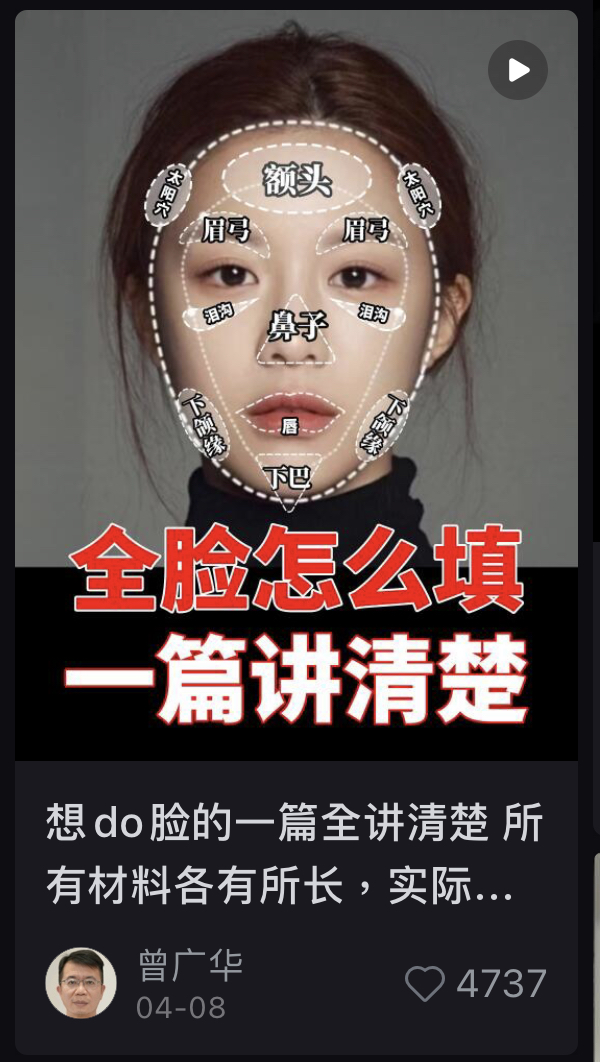 额头
太阳穴
太阳穴
眉弓
眉弓
泪沟
鼻子
泪沟
下颌缘
唇
下颌缘
下巴
全脸怎么填
一篇讲清楚
想do脸的一篇全讲清楚 所
有材料各有所长，实际...
曾广华
04-08
4737